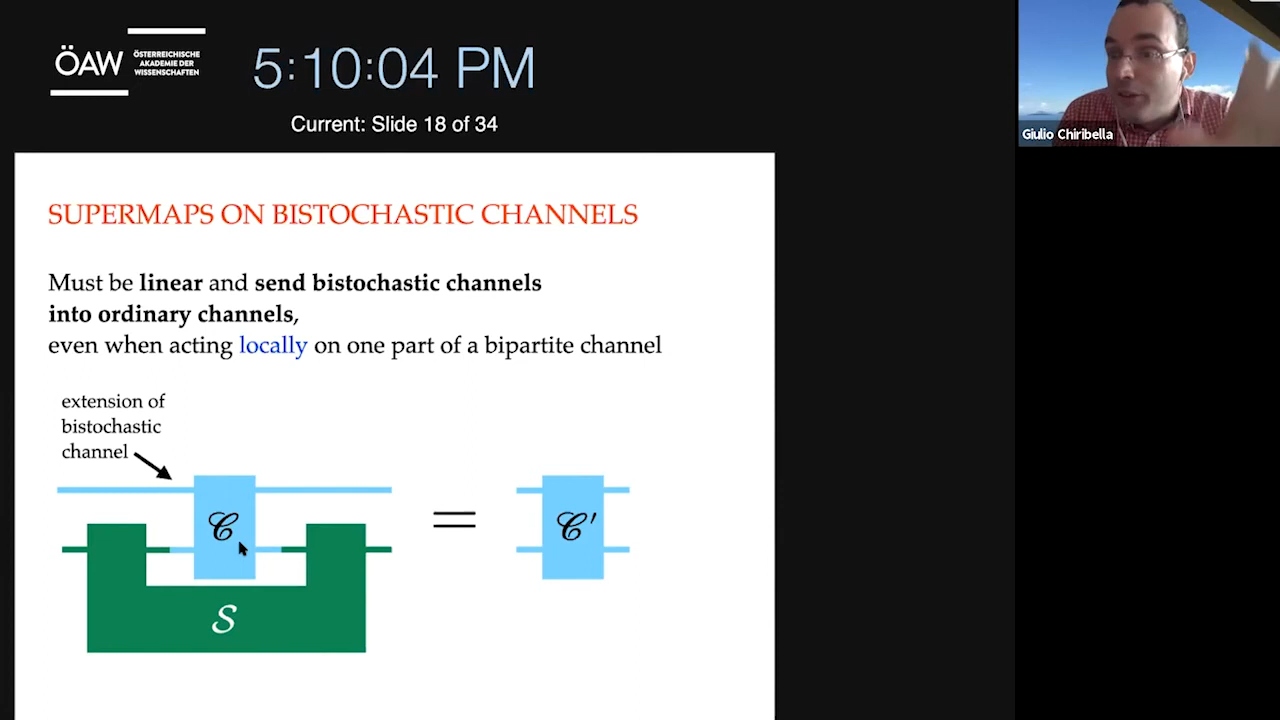 ÖAW
ÖSTERREICHISCHE
AKADEMIE DER
WISSENSCHAFTEN
5:10:04 PM
Current: Slide 18 of 34
Giulio Chiribella
SUPERMAPS ON BISTOCHASTIC CHANNELS
Must be linear and send bistochastic channels
into ordinary channels,
even when acting locally on one part of a bipartite channel
extension of
bistochastic
channel
𝒞
=
𝒞′
𝒮